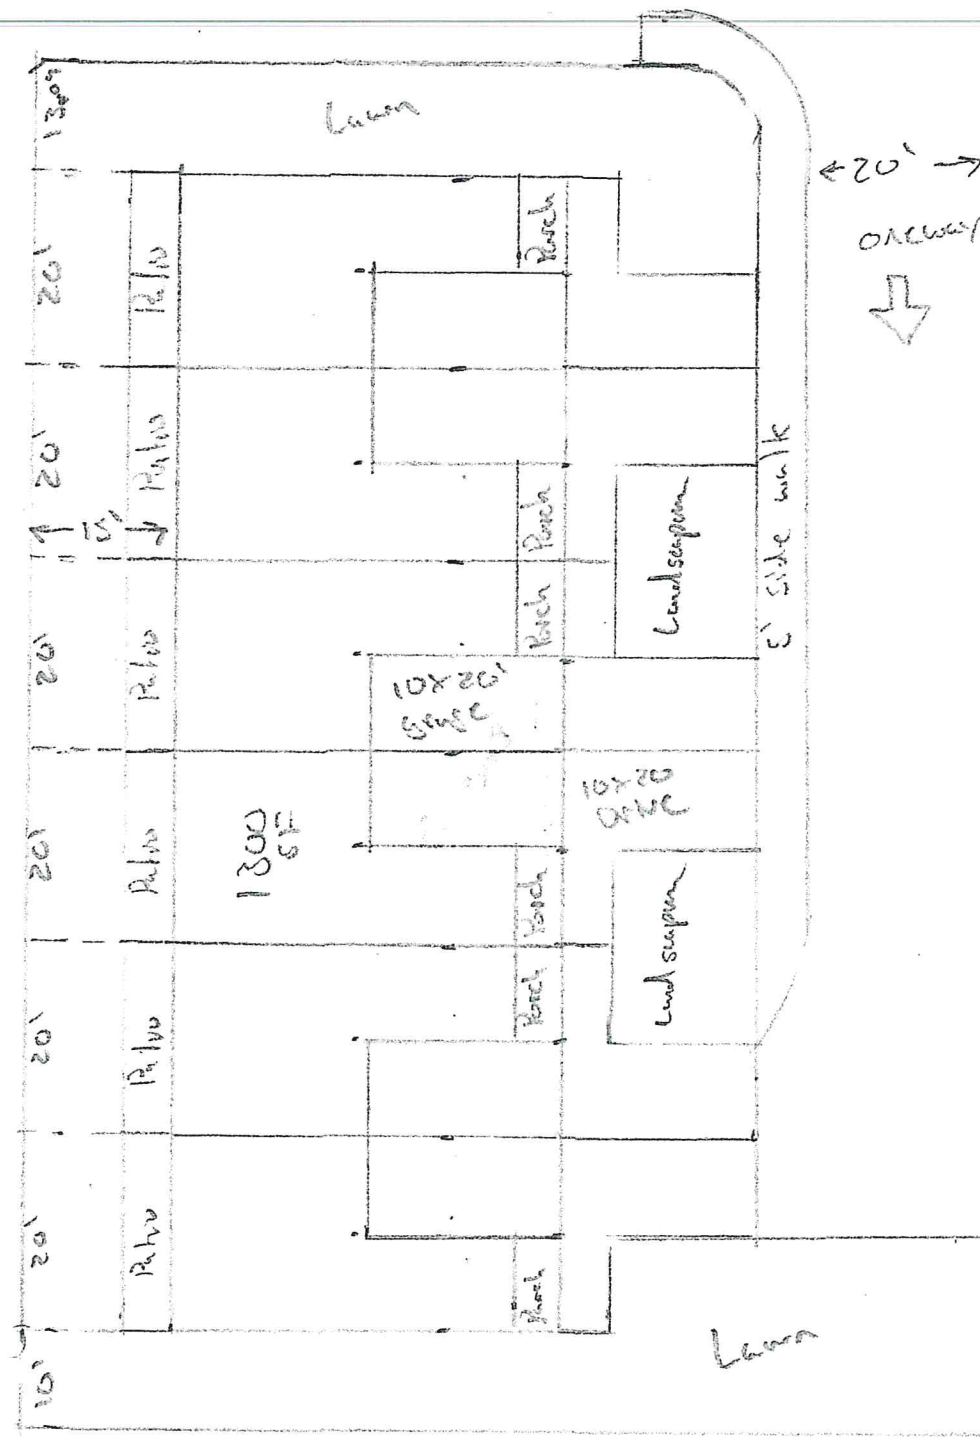 Lawn
20'
oneway
20'
Patio
Porch
20'
Patio
15'
Porch
Porch
Landscaping
5' Side walk
20'
Patio
10x20'
garage
20'
Patio
1300
SF
10x20
Drive
Porch
Porch
Landscaping
20'
Patio
20'
Patio
Porch
10'
Lawn